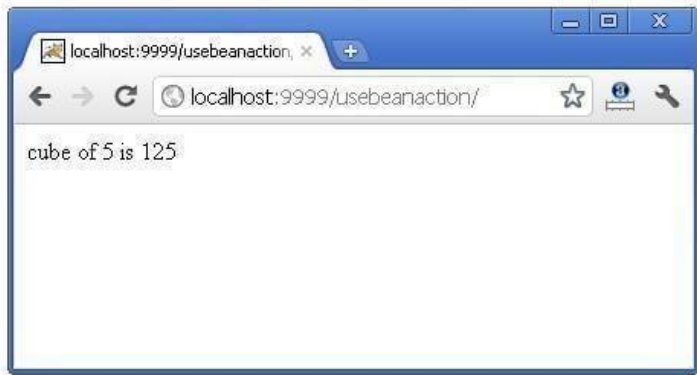 localhost:9999/usebeanaction,
localhost:9999/usebeanaction/
cube of 5 is 125